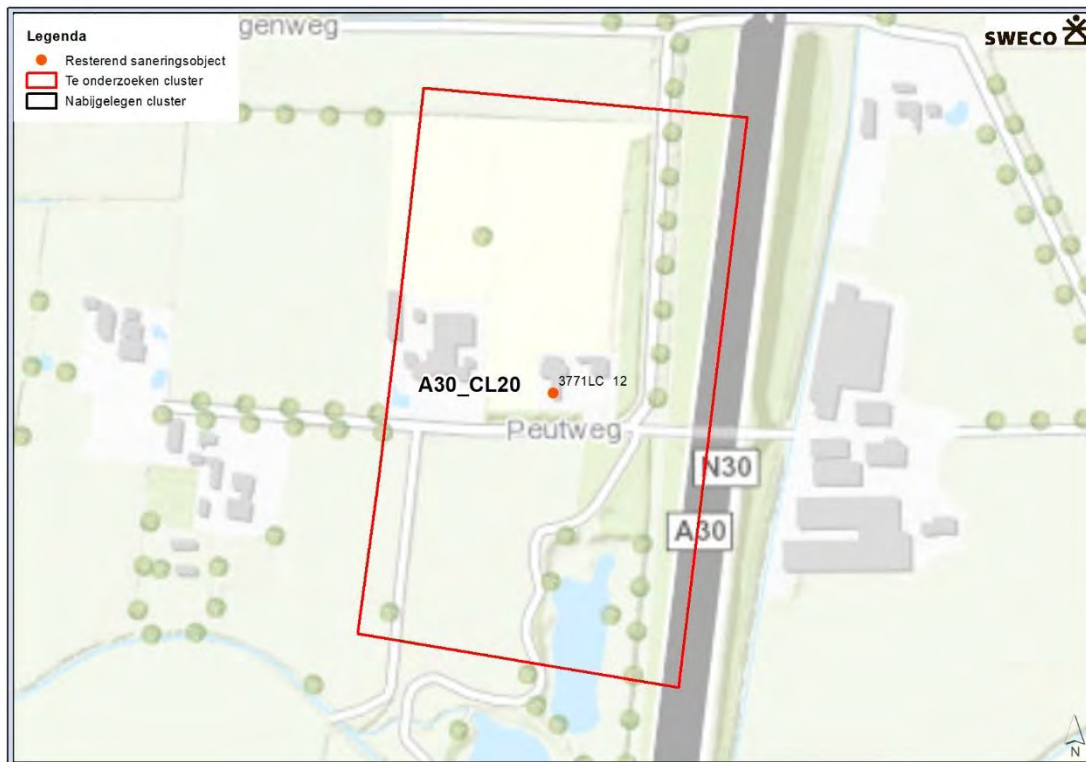 genweg
Legenda
Resterend saneringsobject
Te onderzoeken cluster
Nabijgelegen cluster
SWECO
A30_CL20
3771LC 12
Peutweg
N30
A30
N